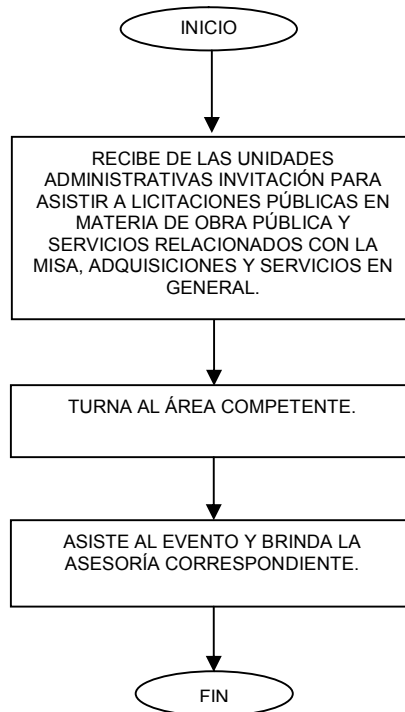 INICIO
RECIBE DE LAS UNIDADES
ADMINISTRATIVAS INVITACIÓN PARA
ASISTIR A LICITACIONES PÚBLICAS EN
MATERIA DE OBRA PÚBLICA Y
SERVICIOS RELACIONADOS CON LA
MISA, ADQUISICIONES Y SERVICIOS EN
GENERAL.
TURNA AL ÁREA COMPETENTE.
ASISTE AL EVENTO Y BRINDA LA
ASESORÍA CORRESPONDIENTE.
FIN